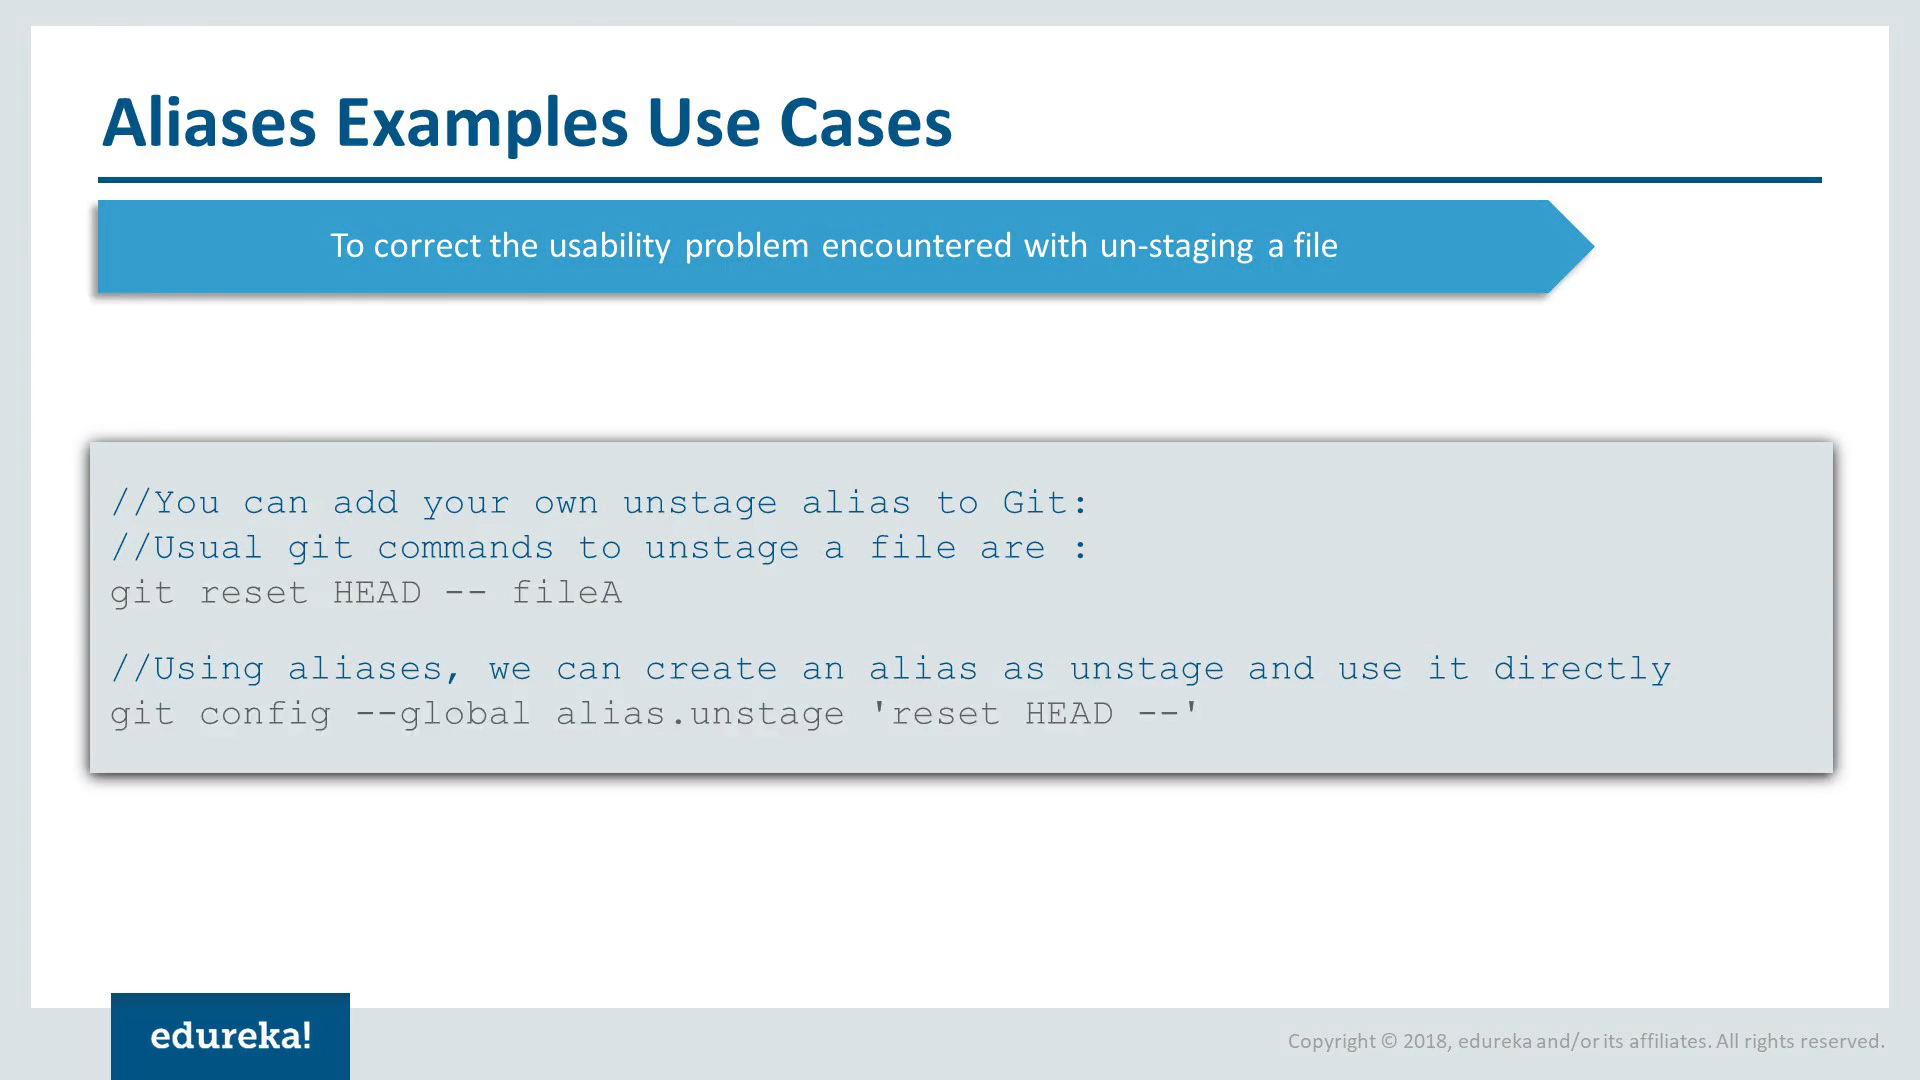 Aliases Examples Use Cases
To correct the usability problem encountered with un-staging a file
//You can add your own unstage alias to Git:
//Usual git commands to unstage a file are :
git reset HEAD -- fileA
//Using aliases, we can create an alias as unstage and use it directly
git config --global alias.unstage 'reset HEAD --'
edureka!
Copyright © 2018, edureka and/or its affiliates. All rights reserved.